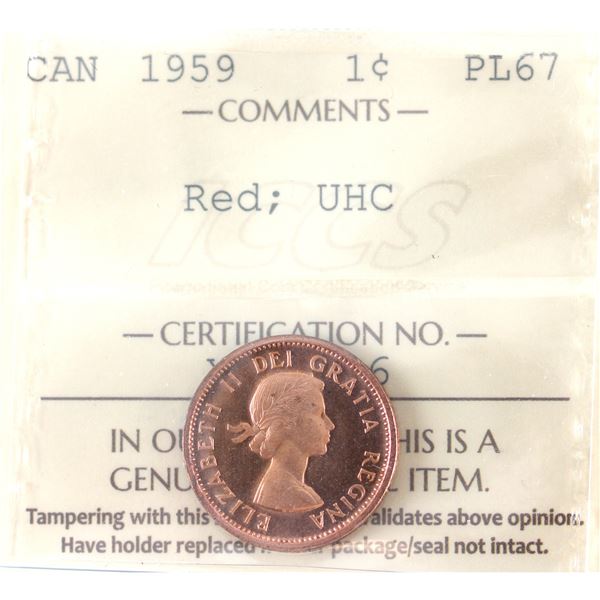 CAN 1959 1¢ PL67
— COMMENTS —
Red; UHC
ICCS
— CERTIFICATION NO. —
IN OU HIS IS A
GENU ITEM.
Tampering with this alidates above opinion.
Have holder replaced package/seal not intact.
ELIZABETH II DEI GRATIA REGINA